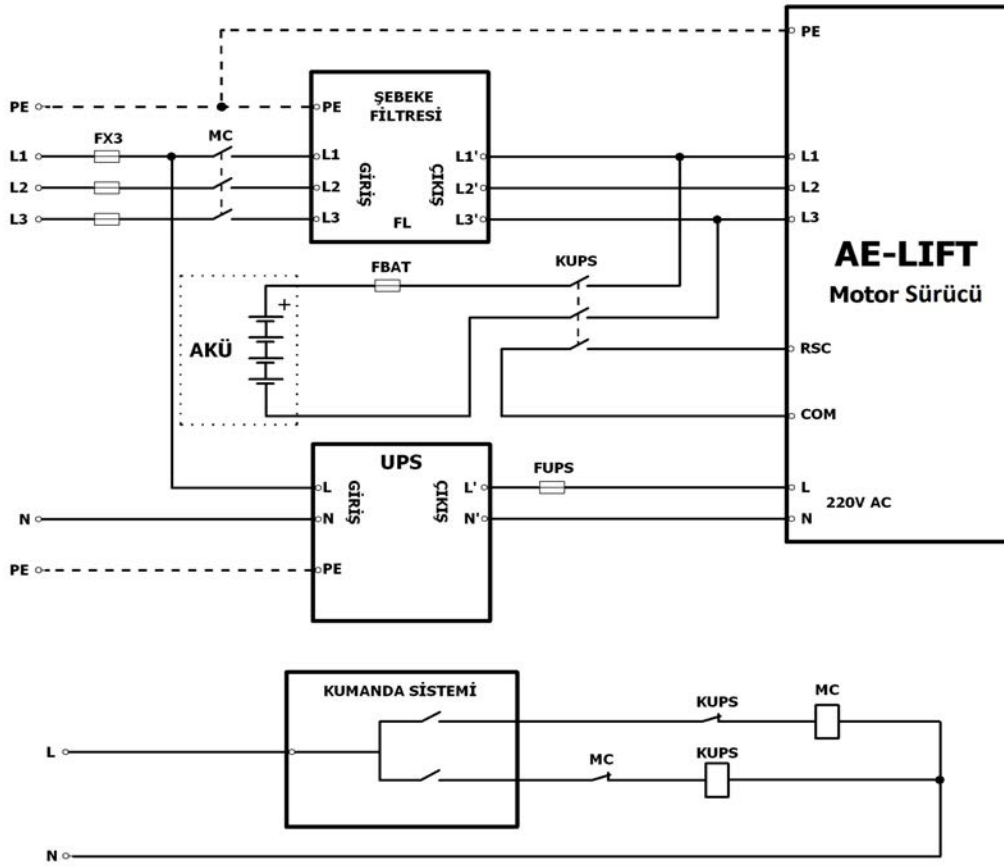 PE
PE
PE
ŞEBEKE
FİLTRESİ
FX3
MC
L1
L1
L1'
L1
L2
L2
L2'
L2
L3
L3
L3'
L3
GİRİŞ
ÇIKIŞ
FL
AE-LIFT
Motor Sürücü
FBAT
KUPS
+
AKÜ
RSC
COM
UPS
L
GİRİŞ
ÇIKIŞ
L'
FUPS
L
220V AC
N
N
N'
N
PE
PE
KUMANDA SİSTEMİ
KUPS
MC
L
MC
KUPS
N